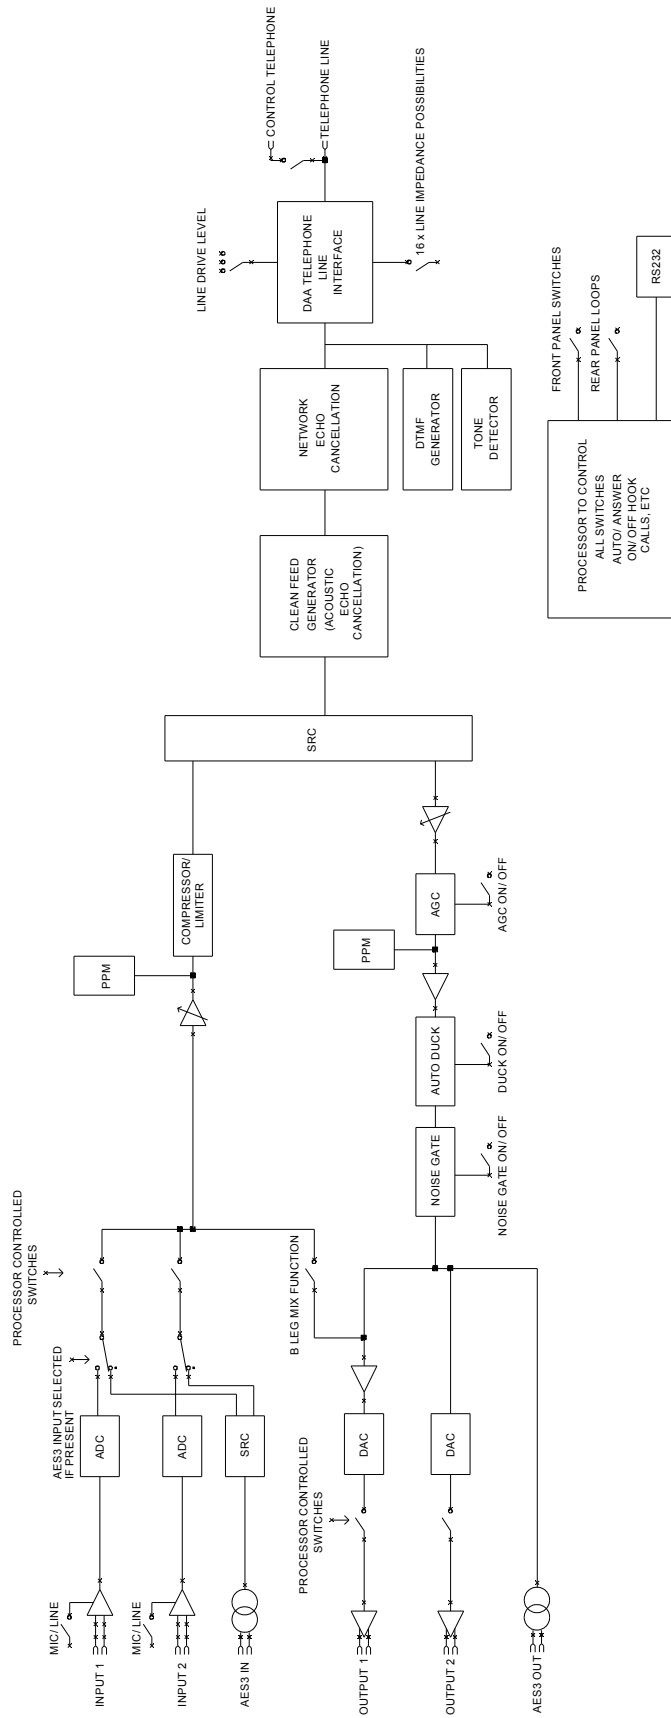 INPUT 1
MIC/ LINE
INPUT 2
MIC/ LINE
AES3 IN
ADC
ADC
SRC
AES3 INPUT SELECTED
IF PRESENT
PROCESSOR CONTROLLED
SWITCHES
B LEG MIX FUNCTION
PPM
COMPRESSOR/
LIMITER
SRC
CLEAN FEED
GENERATOR
(ACOUSTIC
ECHO
CANCELLATION)
NETWORK
ECHO
CANCELLATION
DTMF
GENERATOR
TONE
DETECTOR
LINE DRIVE LEVEL
DAA TELEPHONE
LINE
INTERFACE
16 x LINE IMPEDANCE POSSIBILITIES
CONTROL TELEPHONE
TELEPHONE LINE
OUTPUT 1
OUTPUT 2
AES3 OUT
PROCESSOR CONTROLLED
SWITCHES
DAC
DAC
NOISE GATE
NOISE GATE ON/ OFF
AUTO DUCK
DUCK ON/ OFF
PPM
AGC
AGC ON/ OFF
PROCESSOR TO CONTROL
ALL SWITCHES
AUTO/ ANSWER
ON/ OFF HOOK
CALLS, ETC
FRONT PANEL SWITCHES
REAR PANEL LOOPS
RS232